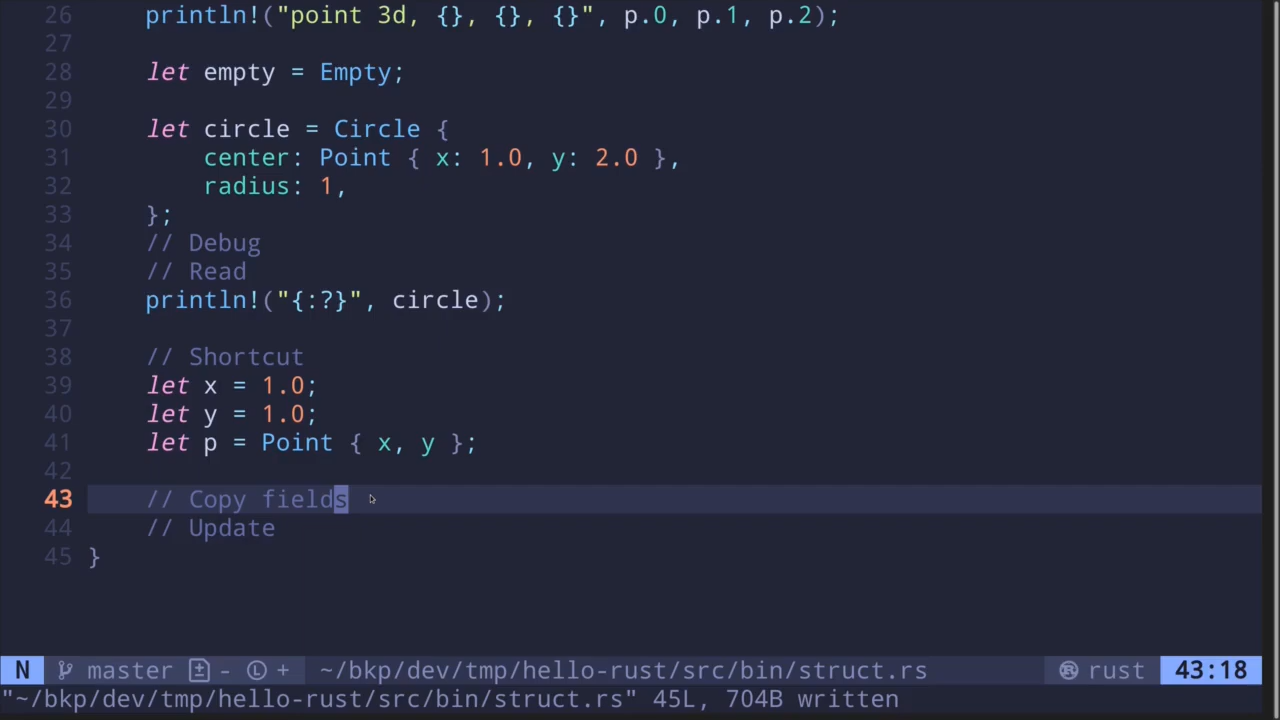 26 println!("point 3d, {}, {}, {}", p.0, p.1, p.2);
27
28 let empty = Empty;
29
30 let circle = Circle {
31 center: Point { x: 1.0, y: 2.0 },
32 radius: 1,
33 };
34 // Debug
35 // Read
36 println!("{:?}", circle);
37
38 // Shortcut
39 let x = 1.0;
40 let y = 1.0;
41 let p = Point { x, y };
42
43 // Copy fields
44 // Update
45 }
N master - L + ~/bkp/dev/tmp/hello-rust/src/bin/struct.rs rust 43:18
"~/bkp/dev/tmp/hello-rust/src/bin/struct.rs" 45L, 704B written